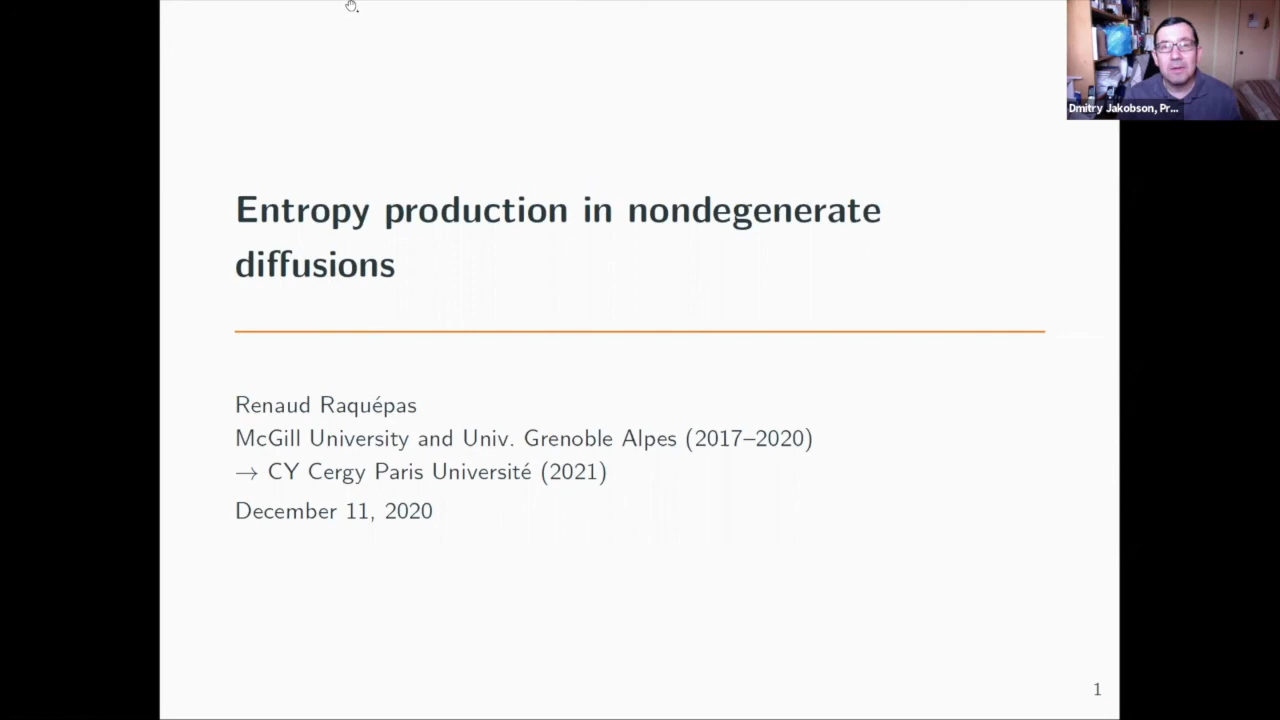 Dmitry Jakobson, Pr...
Entropy production in nondegenerate
diffusions
Renaud Raquépas
McGill University and Univ. Grenoble Alpes (2017–2020)
→ CY Cergy Paris Université (2021)
December 11, 2020
1